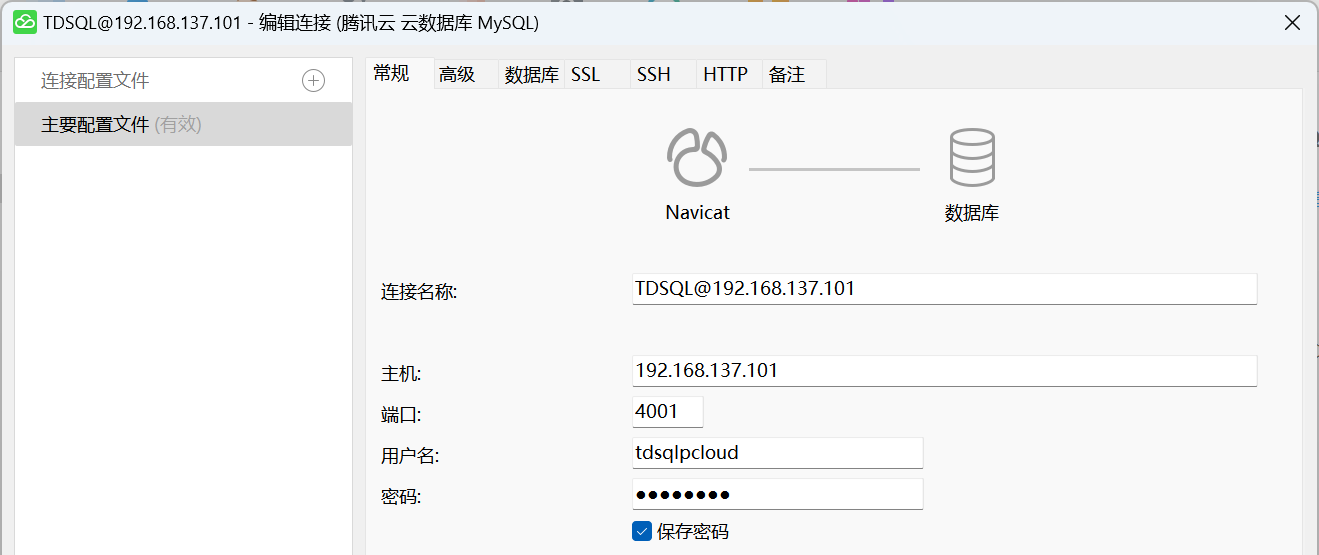 TDSQL@192.168.137.101 - 编辑连接 (腾讯云 云数据库 MySQL)
连接配置文件
主要配置文件 (有效)
常规 高级 数据库 SSL SSH HTTP 备注
Navicat 数据库
连接名称: TDSQL@192.168.137.101
主机: 192.168.137.101
端口: 4001
用户名: tdsqlpcloud
密码: ●●●●●●●●
保存密码